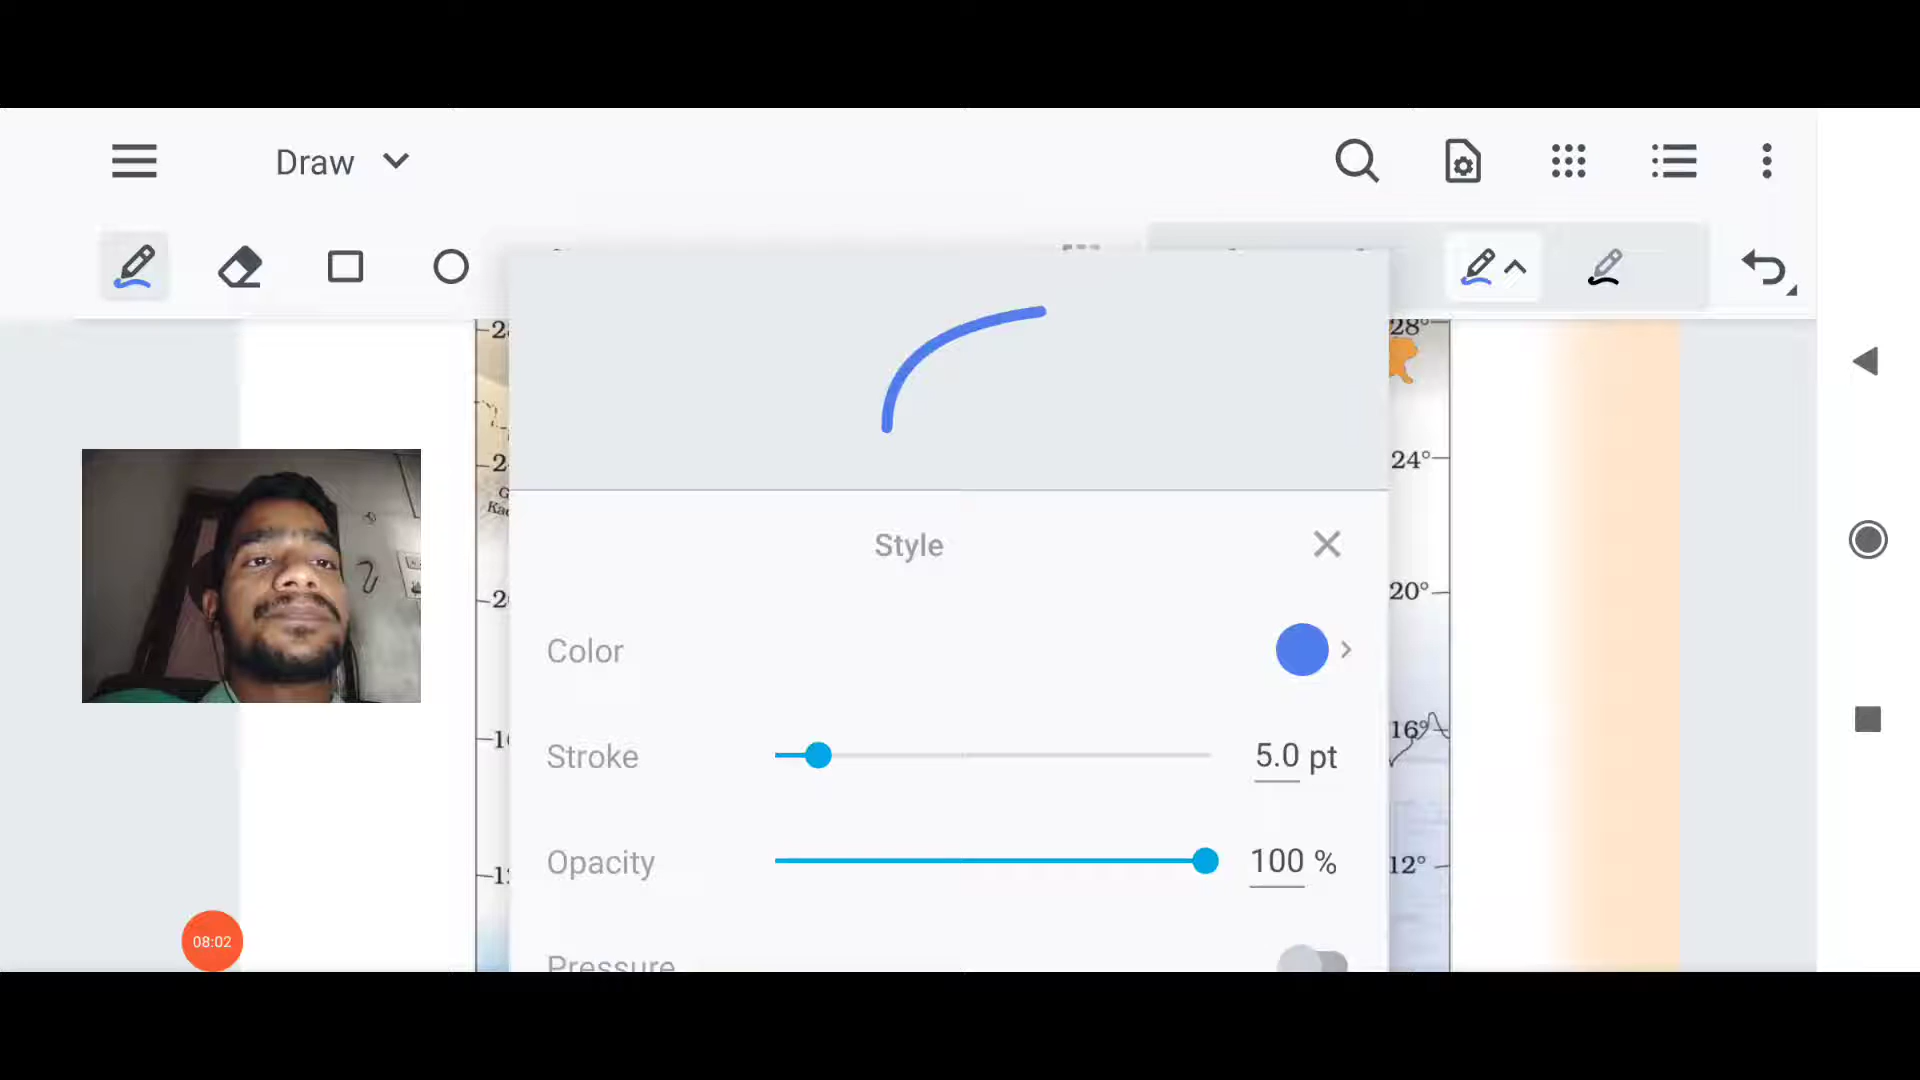 Draw
28°
24°
Style
20°
Color
16°
Stroke
5.0 pt
Opacity
100 %
12°
Pressure
08:02